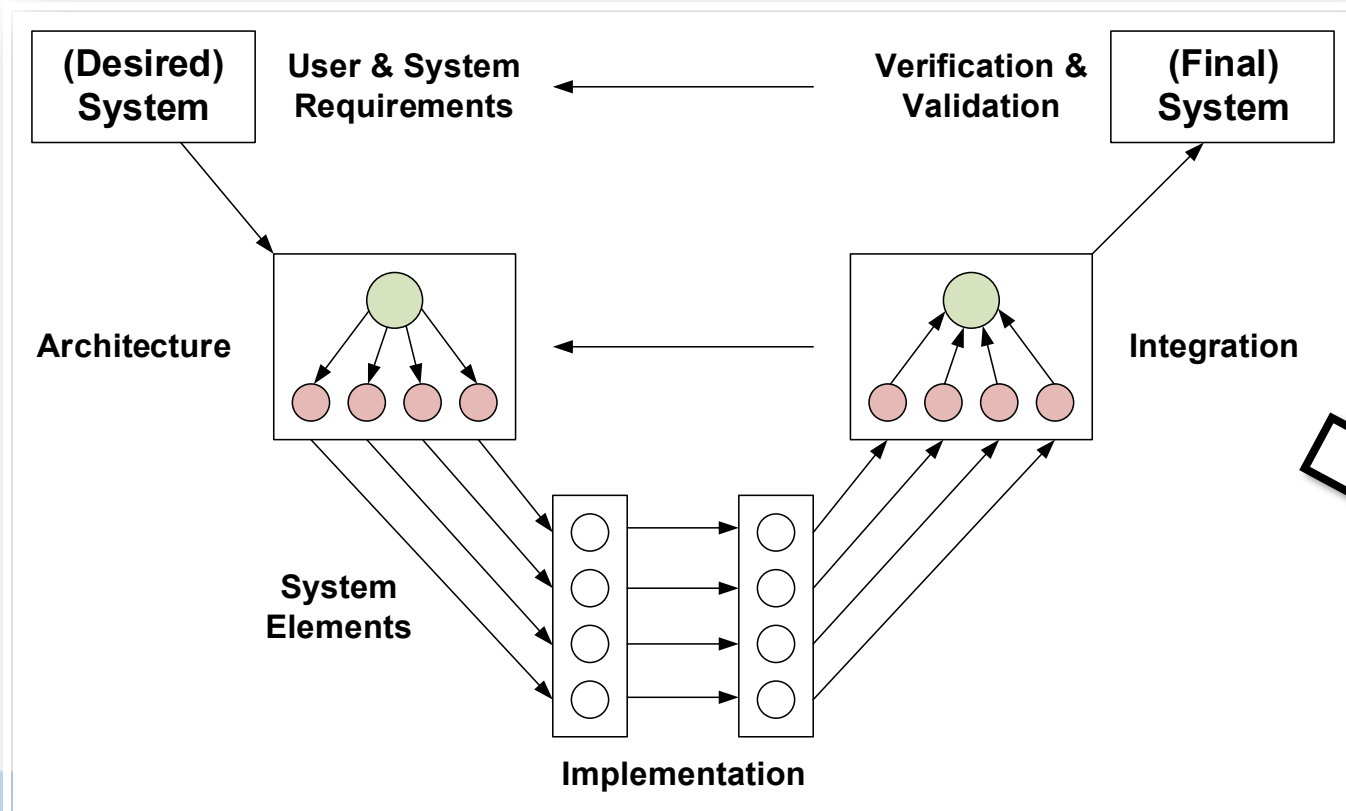 (Desired)
System
User & System
Requirements
Verification &
Validation
(Final)
System
Architecture
Integration
System
Elements
Implementation